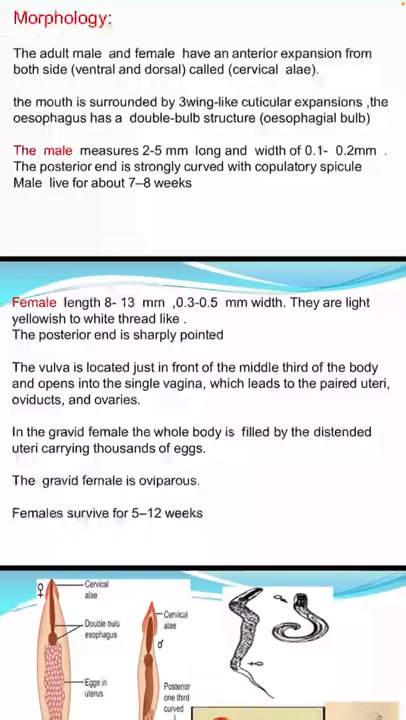 Morphology:
The adult male and female have an anterior expansion from
both side (ventral and dorsal) called (cervical alae).
the mouth is surrounded by 3wing-like cuticular expansions ,the
oesophagus has a double-bulb structure (oesophagial bulb)
The male measures 2-5 mm long and width of 0.1- 0.2mm .
The posterior end is strongly curved with copulatory spicule
Male live for about 7–8 weeks
Female length 8- 13 mm ,0.3-0.5 mm width. They are light
yellowish to white thread like .
The posterior end is sharply pointed
The vulva is located just in front of the middle third of the body
and opens into the single vagina, which leads to the paired uteri,
oviducts, and ovaries.
In the gravid female the whole body is filled by the distended
uteri carrying thousands of eggs.
The gravid female is oviparous.
Females survive for 5–12 weeks
♀
Cervical
alae
Double bulb
esophagus
Eggs in
uterus
Cervical
alae
♂
Posterior
one third
curved
♂
♀